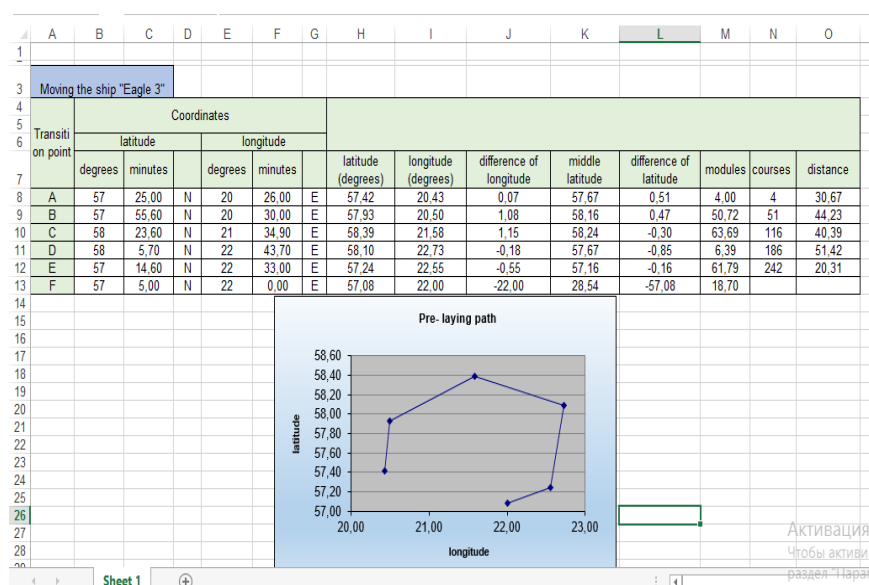 A B C D E F G H I J K L M N O
1
2
3 Moving the ship "Eagle 3"
4
5 Coordinates
6 latitude longitude
Transiti
on point
7 degrees minutes degrees minutes latitude (degrees) longitude (degrees) difference of longitude middle latitude difference of latitude modules courses distance
8 A 57 25,00 N 20 26,00 E 57,42 20,43 0,07 57,67 0,51 4,00 4 30,67
9 B 57 55,60 N 20 30,00 E 57,93 20,50 1,08 58,16 0,47 50,72 51 44,23
10 C 58 23,60 N 21 34,90 E 58,39 21,58 1,15 58,24 -0,30 63,69 116 40,39
11 D 58 5,70 N 22 43,70 E 58,10 22,73 -0,18 57,67 -0,85 6,39 186 51,42
12 E 57 14,60 N 22 33,00 E 57,24 22,55 -0,55 57,16 -0,16 61,79 242 20,31
13 F 57 5,00 N 22 0,00 E 57,08 22,00 -22,00 28,54 -57,08 18,70
14
15 Pre- laying path
16
17 58,60
18 58,40
19 58,20
20 58,00
21 57,80
22 57,60
23 57,40
24 57,20
25 57,00
26
27 20,00 21,00 22,00 23,00
28
latitude
longitude
Активация
Чтобы активи
раздел "Пара
Sheet 1